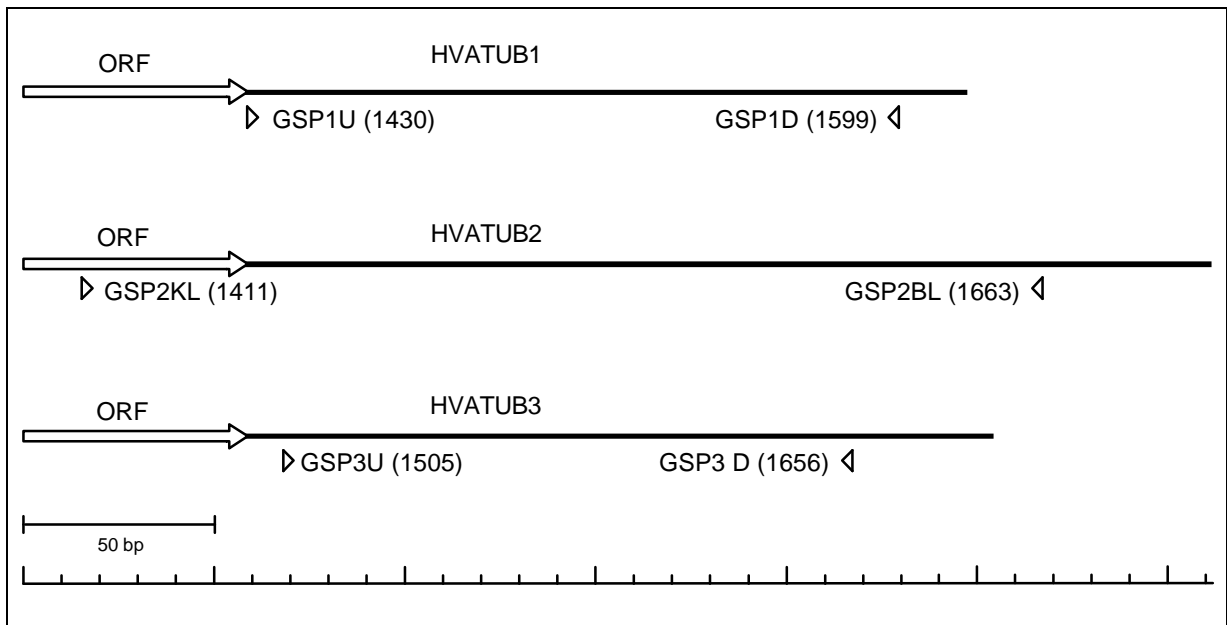 ORF HVATUB1
GSP1U (1430) GSP1D (1599)
ORF HVATUB2
GSP2KL (1411) GSP2BL (1663)
ORF HVATUB3
GSP3U (1505) GSP3 D (1656)
50 bp